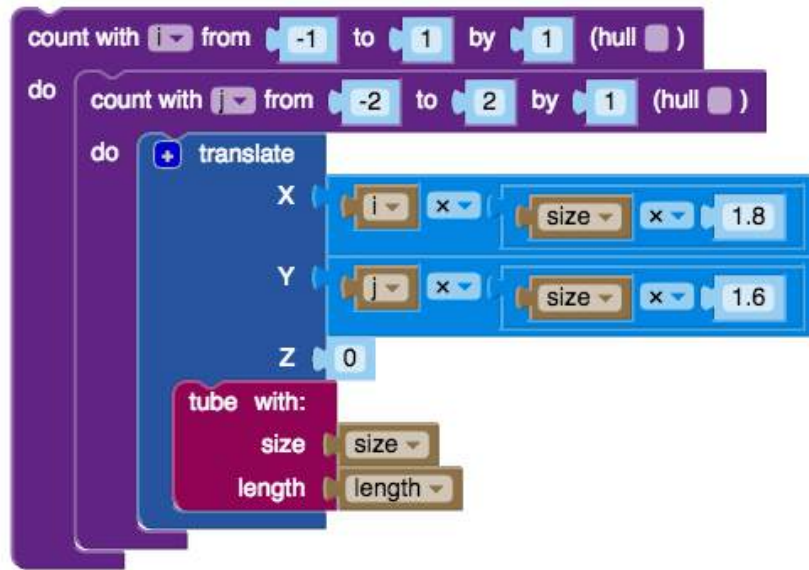 count with i from -1 to 1 by 1 (hull )
do count with j from -2 to 2 by 1 (hull )
do + translate
X i × size × 1.8
Y j × size × 1.6
Z 0
tube with:
size size
length length